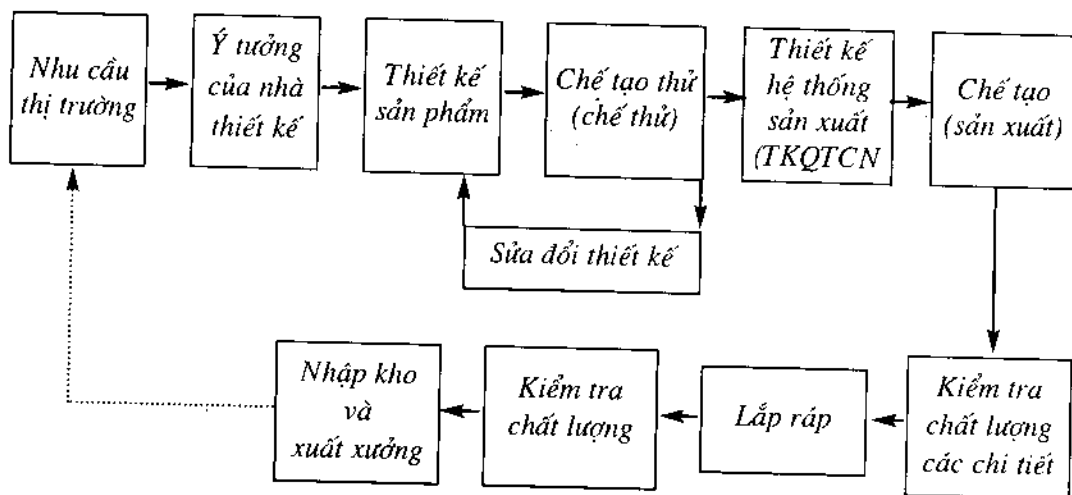 Nhu cầu
thị trường
Ý tưởng
của nhà
thiết kế
Thiết kế
sản phẩm
Chế tạo thử
(chế thử)
Thiết kế
hệ thống
sản xuất
(TKQTCN
Chế tạo
(sản xuất)
Sửa đổi thiết kế
Nhập kho
và
xuất xưởng
Kiểm tra
chất lượng
Lắp ráp
Kiểm tra
chất lượng
các chi tiết